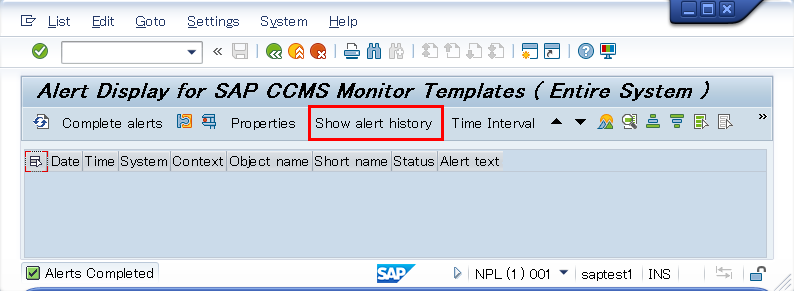 List Edit Goto Settings System Help
«
Alert Display for SAP CCMS Monitor Templates ( Entire System )
Complete alerts Properties Show alert history Time Interval »
Date Time System Context Object name Short name Status Alert text
Alerts Completed SAP NPL (1) 001 saptest1 INS